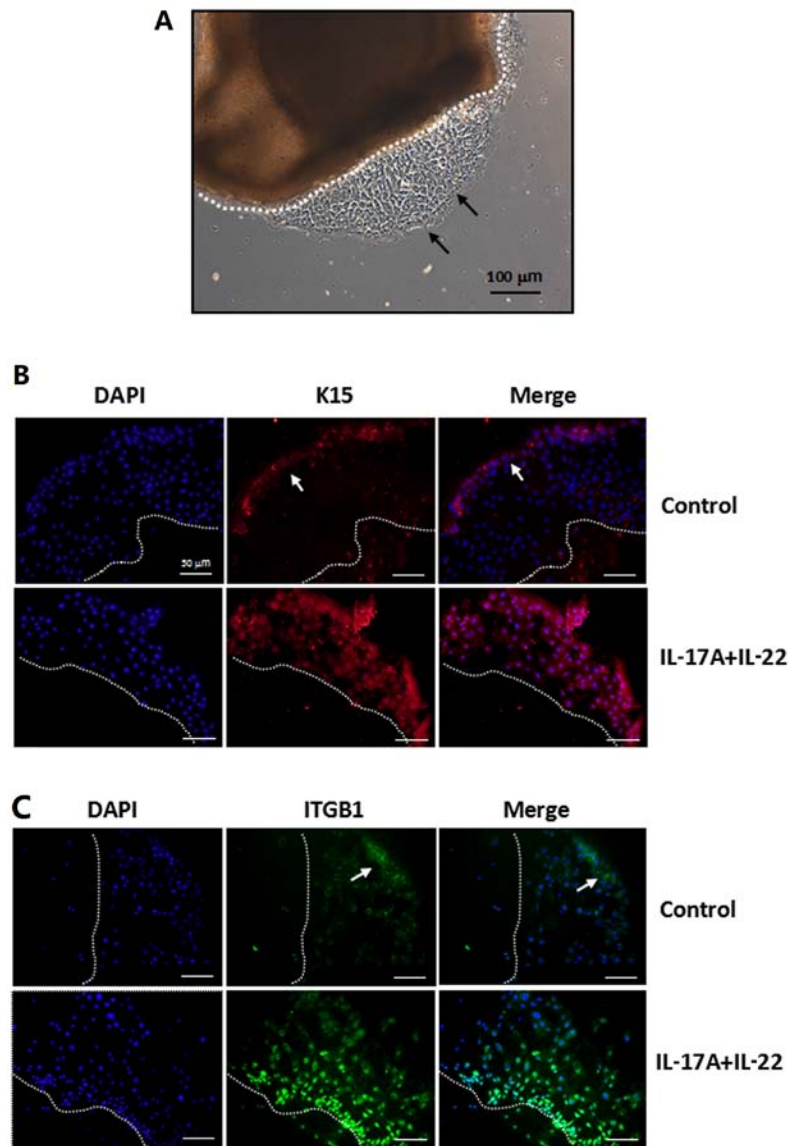 A
100 μm
B
DAPI K15 Merge
Control
50 μm
IL-17A+IL-22
C
DAPI ITGB1 Merge
Control
IL-17A+IL-22